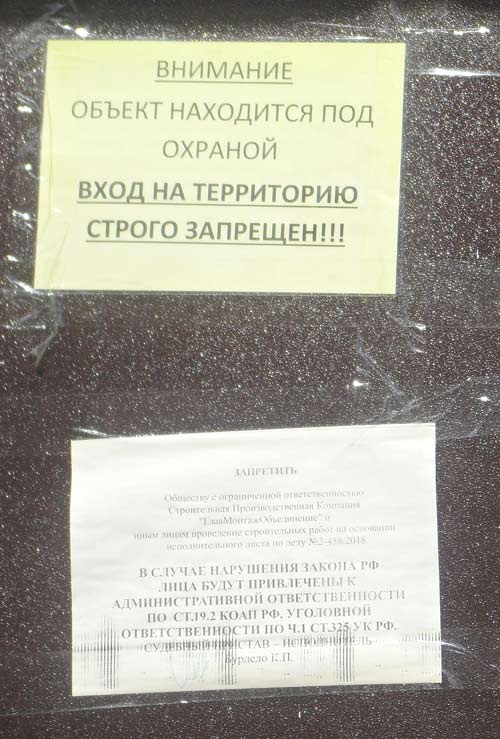 ВНИМАНИЕ
ОБЪЕКТ НАХОДИТСЯ ПОД
ОХРАНОЙ
ВХОД НА ТЕРРИТОРИЮ
СТРОГО ЗАПРЕЩЕН!!!
ЗАПРЕТИТЬ
Обществу с ограниченной ответственностью
Строительная Производственная Компания
"ГлавМонтажОбъединение" и
иным лицам проведение строительных работ на основании
исполнительного листа по делу №2-458/2018
В СЛУЧАЕ НАРУШЕНИЯ ЗАКОНА РФ
ЛИЦА БУДУТ ПРИВЛЕЧЕНЫ К
АДМИНИСТРАТИВНОЙ ОТВЕТСТВЕННОСТИ
ПО СТ.19.2 КОАП РФ, УГОЛОВНОЙ
ОТВЕТСТВЕННОСТИ ПО Ч.1 СТ.325 УК РФ.
СУДЕБНЫЙ ПРИСТАВ – ИСПОЛНИТЕЛЬ
Бурдело К.П.